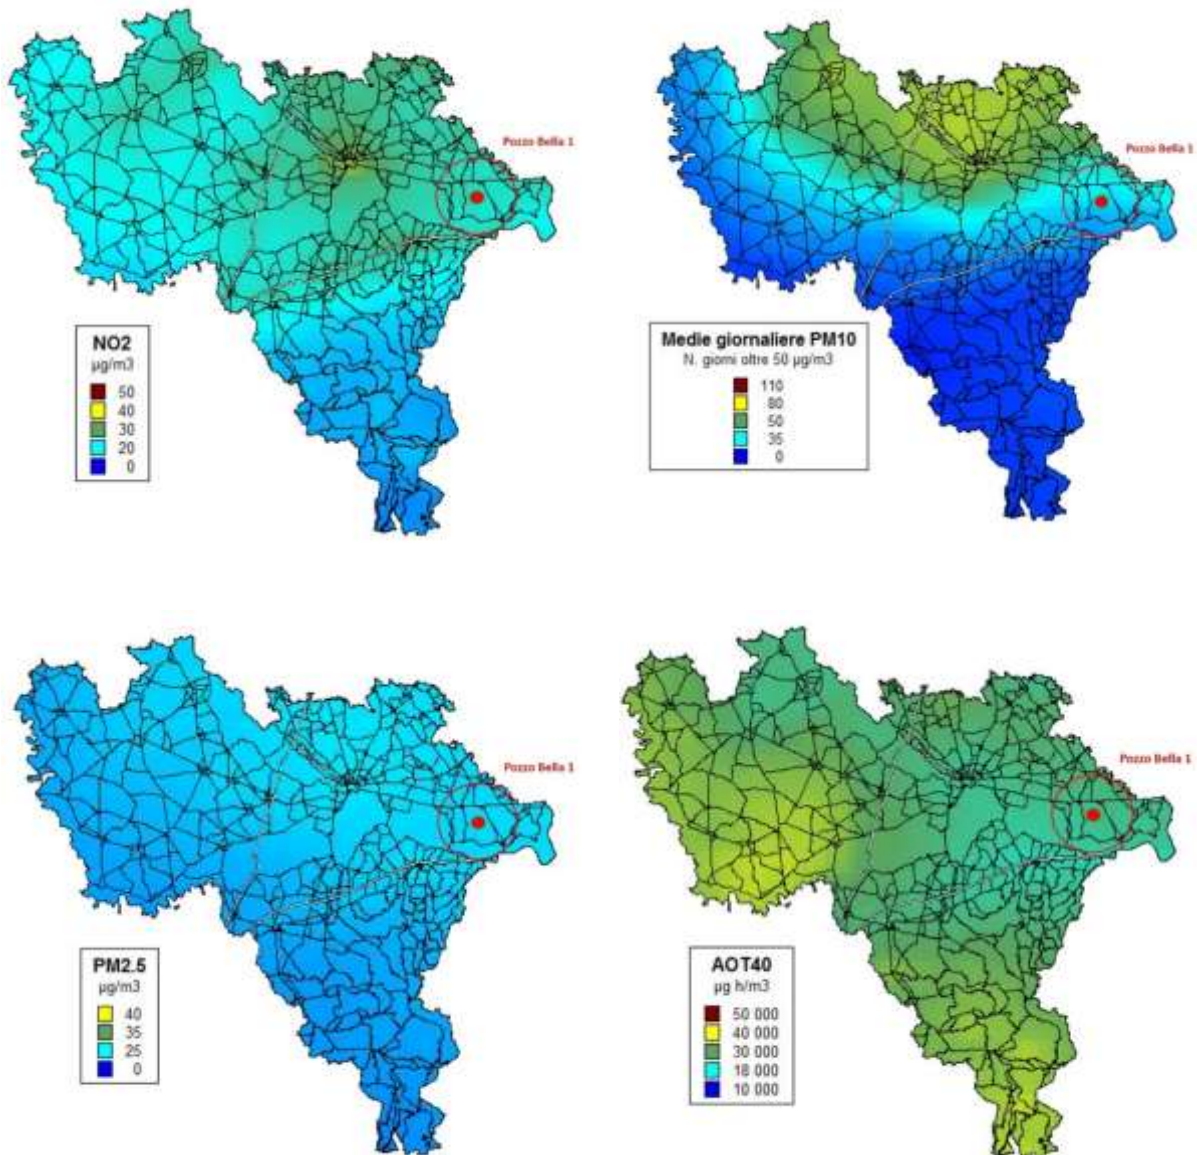 Pozzo Bella 1
NO2
µg/m3
50
40
30
20
0
Pozzo Bella 1
Medie giornaliere PM10
N. giorni oltre 50 µg/m3
110
80
50
35
0
Pozzo Bella 1
PM2.5
µg/m3
40
35
25
0
Pozzo Bella 1
AOT40
µg h/m3
50 000
40 000
30 000
18 000
10 000